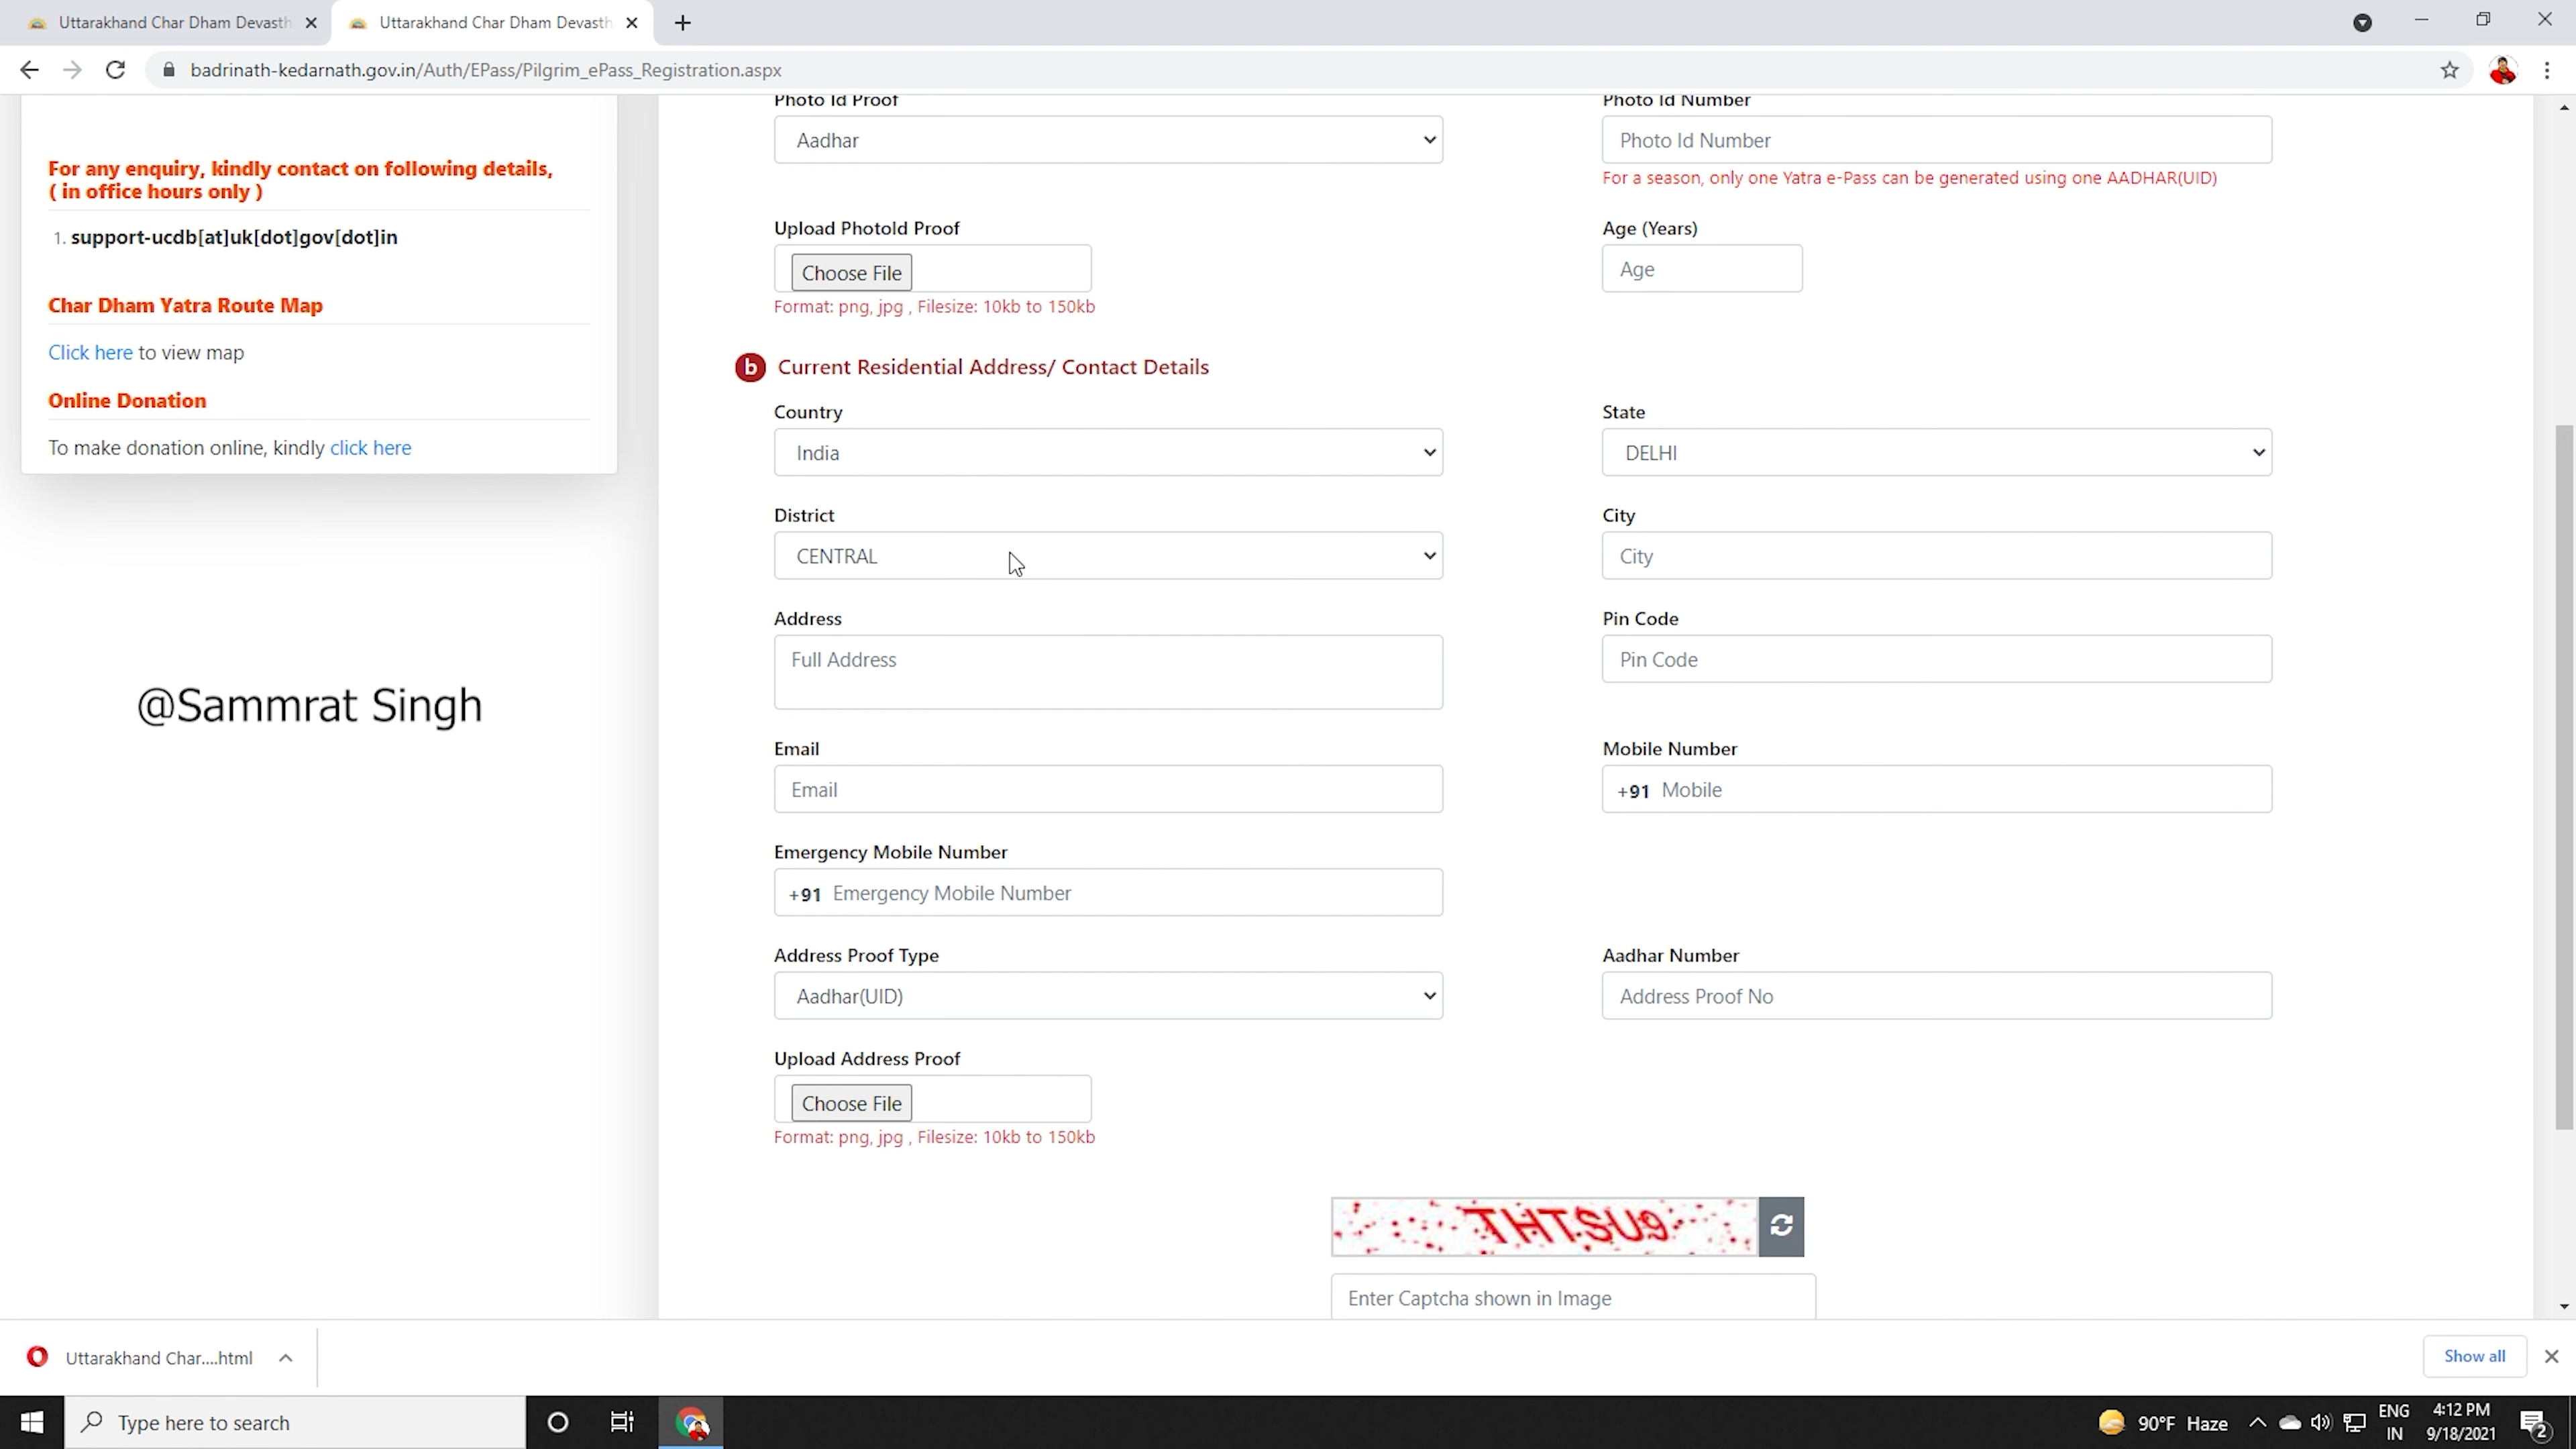 Uttarakhand Char Dham Devasth
Uttarakhand Char Dham Devasth
badrinath-kedarnath.gov.in/Auth/EPass/Pilgrim_ePass_Registration.aspx
For any enquiry, kindly contact on following details,
( in office hours only )
1. support-ucdb[at]uk[dot]gov[dot]in
Char Dham Yatra Route Map
Click here to view map
Online Donation
To make donation online, kindly click here
@Sammrat Singh
Photo Id Proof
Photo Id Number
Aadhar
Photo Id Number
For a season, only one Yatra e-Pass can be generated using one AADHAR(UID)
Upload PhotoId Proof
Age (Years)
Choose File
Age
Format: png, jpg , Filesize: 10kb to 150kb
b Current Residential Address/ Contact Details
Country
State
India
DELHI
District
City
CENTRAL
City
Address
Pin Code
Full Address
Pin Code
Email
Mobile Number
Email
+91 Mobile
Emergency Mobile Number
+91 Emergency Mobile Number
Address Proof Type
Aadhar Number
Aadhar(UID)
Address Proof No
Upload Address Proof
Choose File
Format: png, jpg , Filesize: 10kb to 150kb
THTSU9
Enter Captcha shown in Image
Uttarakhand Char....html
Show all
Type here to search
90°F Haze
ENG
IN
4:12 PM
9/18/2021
2